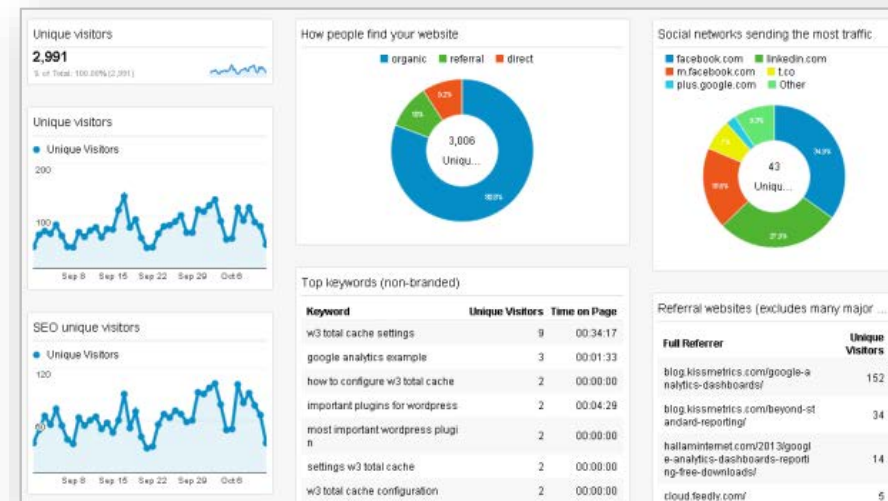 Unique visitors
2,991
% of Total: 100.00% (2,991)
Unique visitors
Unique Visitors
200
100
Sep 8 Sep 15 Sep 22 Sep 29 Oct 6
SEO unique visitors
Unique Visitors
120
60
Sep 8 Sep 15 Sep 22 Sep 29 Oct 6
How people find your website
organic referral direct
9.2%
10%
3,006
Uniqu...
Top keywords (non-branded)
Keyword Unique Visitors Time on Page
w3 total cache settings 9 00:34:17
google analytics example 3 00:01:33
how to configure w3 total cache 2 00:00:00
important plugins for wordpress 2 00:04:29
most important wordpress plugi
n 2 00:00:00
settings w3 total cache 2 00:00:00
w3 total cache configuration 2 00:00:00
Social networks sending the most traffic
facebook.com linkedin.com
m.facebook.com t.co
plus.google.com Other
43
Uniqu...
Referral websites (excludes many major ...
Full Referrer Unique
Visitors
blog.kissmetrics.com/google-a
nalytics-dashboards/ 152
blog.kissmetrics.com/beyond-st
andard-reporting/ 34
hallaminternet.com/2013/googl
e-analytics-dashboards-reporti
ng-free-downloads/ 14
cloud.feedly.com/